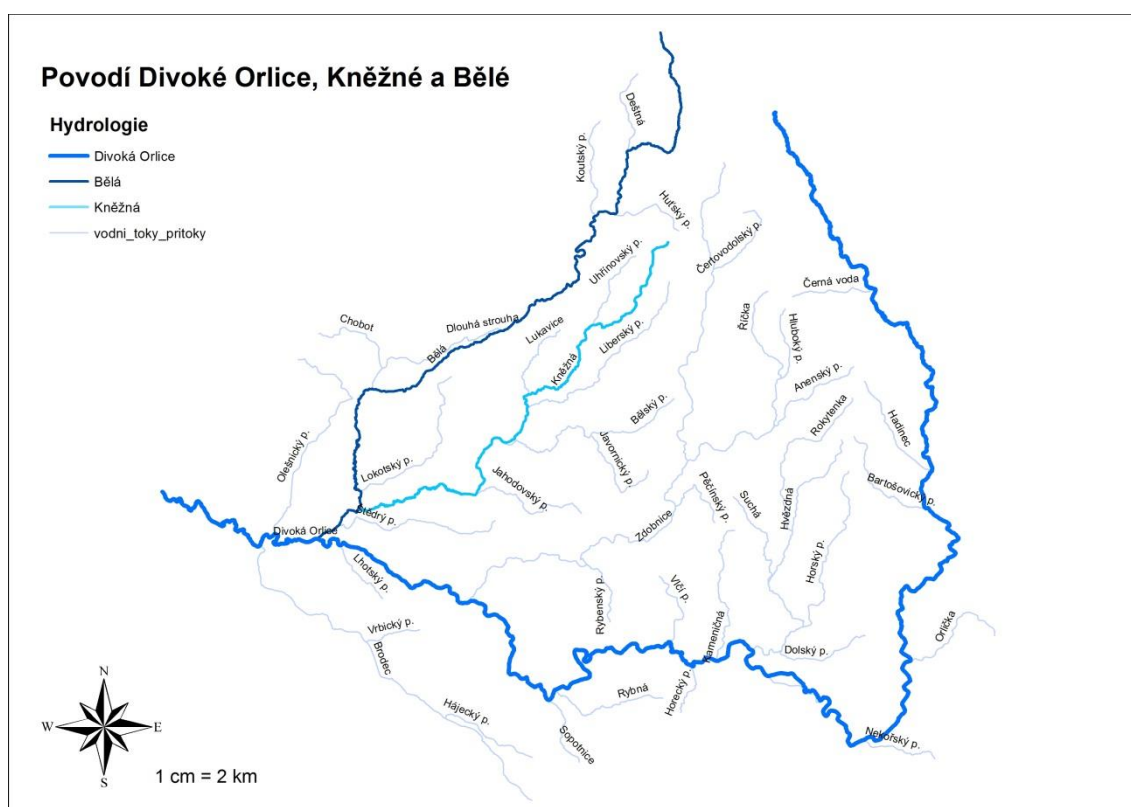 Povodí Divoké Orlice, Kněžné a Bělé
Hydrologie
Divoká Orlice
Bělá
Kněžná
vodni_toky_pritoky
Deštná
Koutský p.
Huťský p.
Uhřínovský p.
Čertovodolský p.
Černá voda
Chobot
Dlouhá strouha
Bělá
Lukavice
Liberský p.
Říčka
Hluboký p.
Kněžná
Anenský p.
Rokytenka
Hadinec
Bělský p.
Javornický p.
Olešnický p.
Lokotský p.
Jahodovský p.
Pěčínský p.
Suchá
Hvězdná
Bartošovický p.
Štědrý p.
Divoká Orlice
Zdobnice
Horský p.
Lhotský p.
Rybenský p.
Vlčí p.
Kameničná
Orlička
Vrbický p.
Brodec
Dolský p.
Rybná
Horecký p.
Hájecký p.
Sopotnice
Nekořský p.
N
W
E
S
1 cm = 2 km